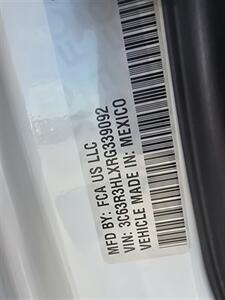 MFD BY: FCA US LLC
VIN: 3C63R3HLXRG339092
VEHICLE MADE IN: MEXICO